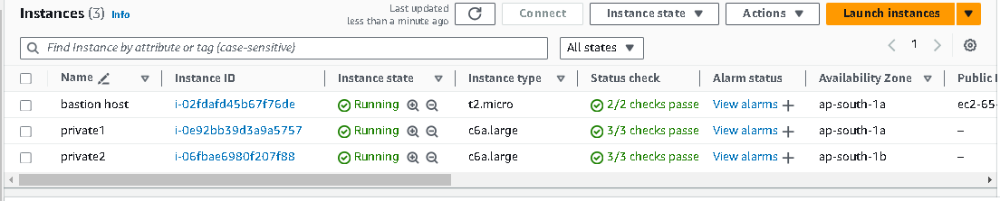 Instances (3) Info
Last updated
less than a minute ago
Connect
Instance state
Actions
Launch instances
Find Instance by attribute or tag (case-sensitive)
All states
1
Name Instance ID Instance state Instance type Status check Alarm status Availability Zone Public
bastion host i-02fdafd45b67f76de Running t2.micro 2/2 checks passe View alarms + ap-south-1a ec2-65-
private1 i-0e92bb39d3a9a5757 Running c6a.large 3/3 checks passe View alarms + ap-south-1a –
private2 i-06fbae6980f207f88 Running c6a.large 3/3 checks passe View alarms + ap-south-1b –